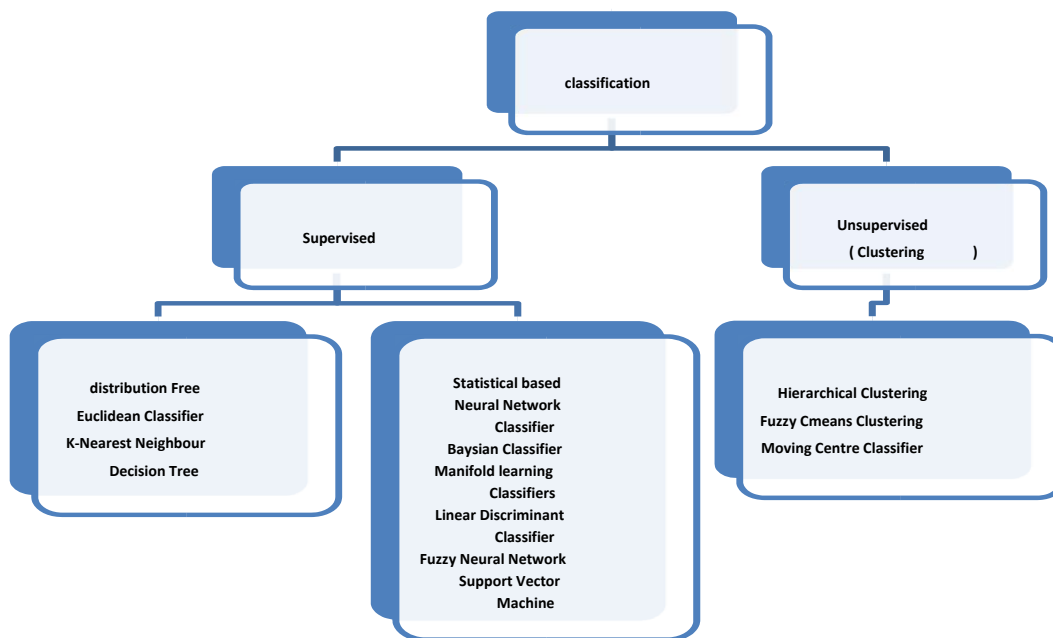 classification
Supervised
Unsupervised
( Clustering )
distribution Free
Euclidean Classifier
K-Nearest Neighbour
Decision Tree
Statistical based
Neural Network
Classifier
Baysian Classifier
Manifold learning
Classifiers
Linear Discriminant
Classifier
Fuzzy Neural Network
Support Vector
Machine
Hierarchical Clustering
Fuzzy Cmeans Clustering
Moving Centre Classifier